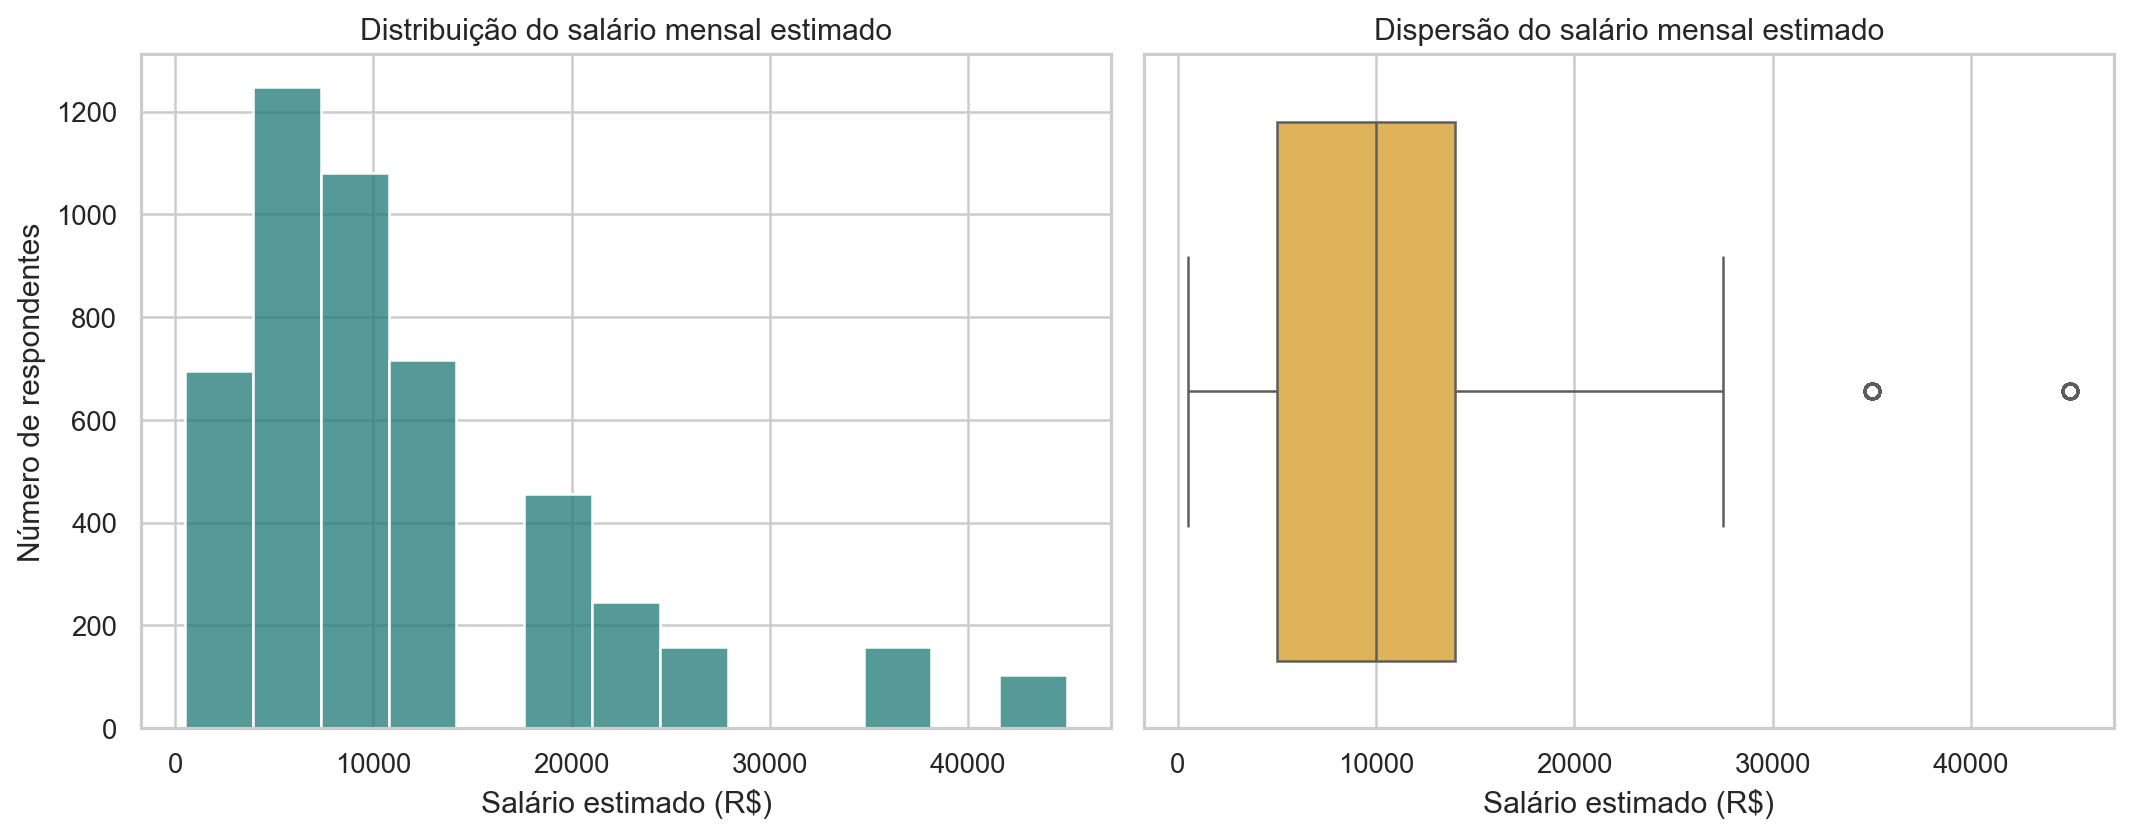 Distribuição do salário mensal estimado
Número de respondentes
1200
1000
800
600
400
200
0
0 10000 20000 30000 40000
Salário estimado (R$)
Dispersão do salário mensal estimado
0 10000 20000 30000 40000
Salário estimado (R$)